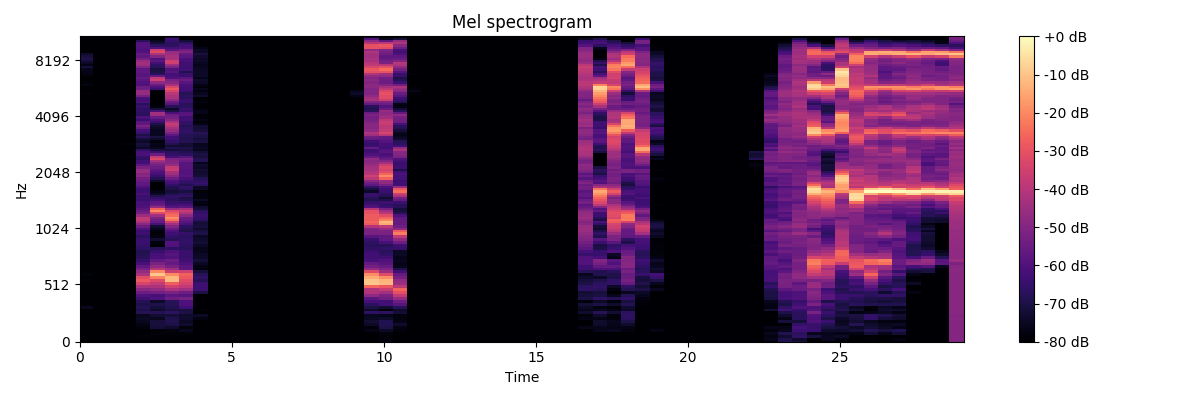 Mel spectrogram
8192
4096
2048
1024
512
0
Hz
0 5 10 15 20 25
Time
+0 dB
-10 dB
-20 dB
-30 dB
-40 dB
-50 dB
-60 dB
-70 dB
-80 dB